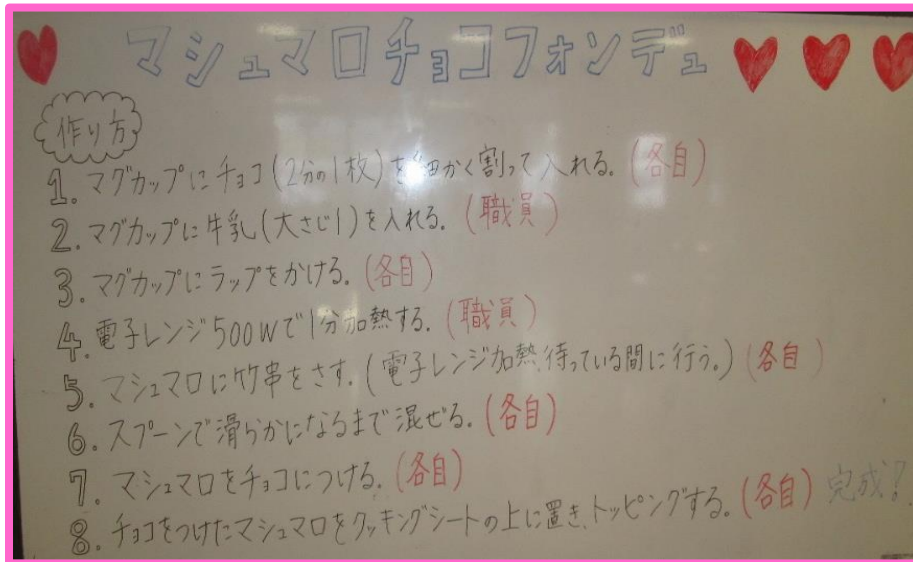 マシュマロチョコフォンデュ
作り方
1. マグカップにチョコ(2分の1枚)を細かく割って入れる。(各自)
2. マグカップに牛乳(大さじ1)を入れる。(職員)
3. マグカップにラップをかける。(各自)
4. 電子レンジ500Wで1分加熱する。(職員)
5. マシュマロに竹串をさす。(電子レンジ加熱、待っている間に行う。)(各自)
6. スプーンで滑らかになるまで混ぜる。(各自)
7. マシュマロをチョコにつける。(各自)
8. チョコをつけたマシュマロをクッキングシートの上に置き、トッピングする。(各自) 完成!